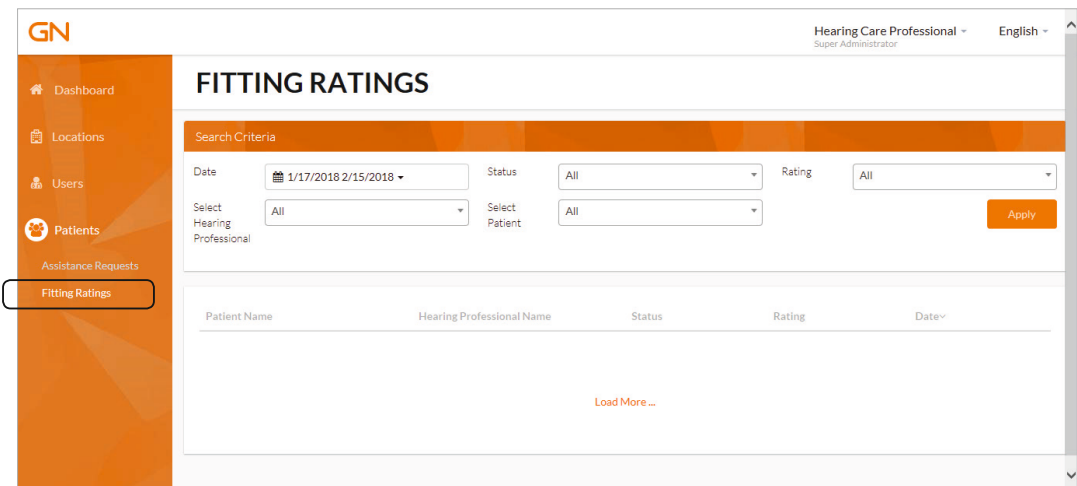 GN
Hearing Care Professional
Super Administrator
English
Dashboard
Locations
Users
Patients
Assistance Requests
Fitting Ratings
FITTING RATINGS
Search Criteria
Date
1/17/2018 2/15/2018
Status
All
Rating
All
Select
Hearing
Professional
All
Select
Patient
All
Apply
Patient Name Hearing Professional Name Status Rating Date
Load More ...